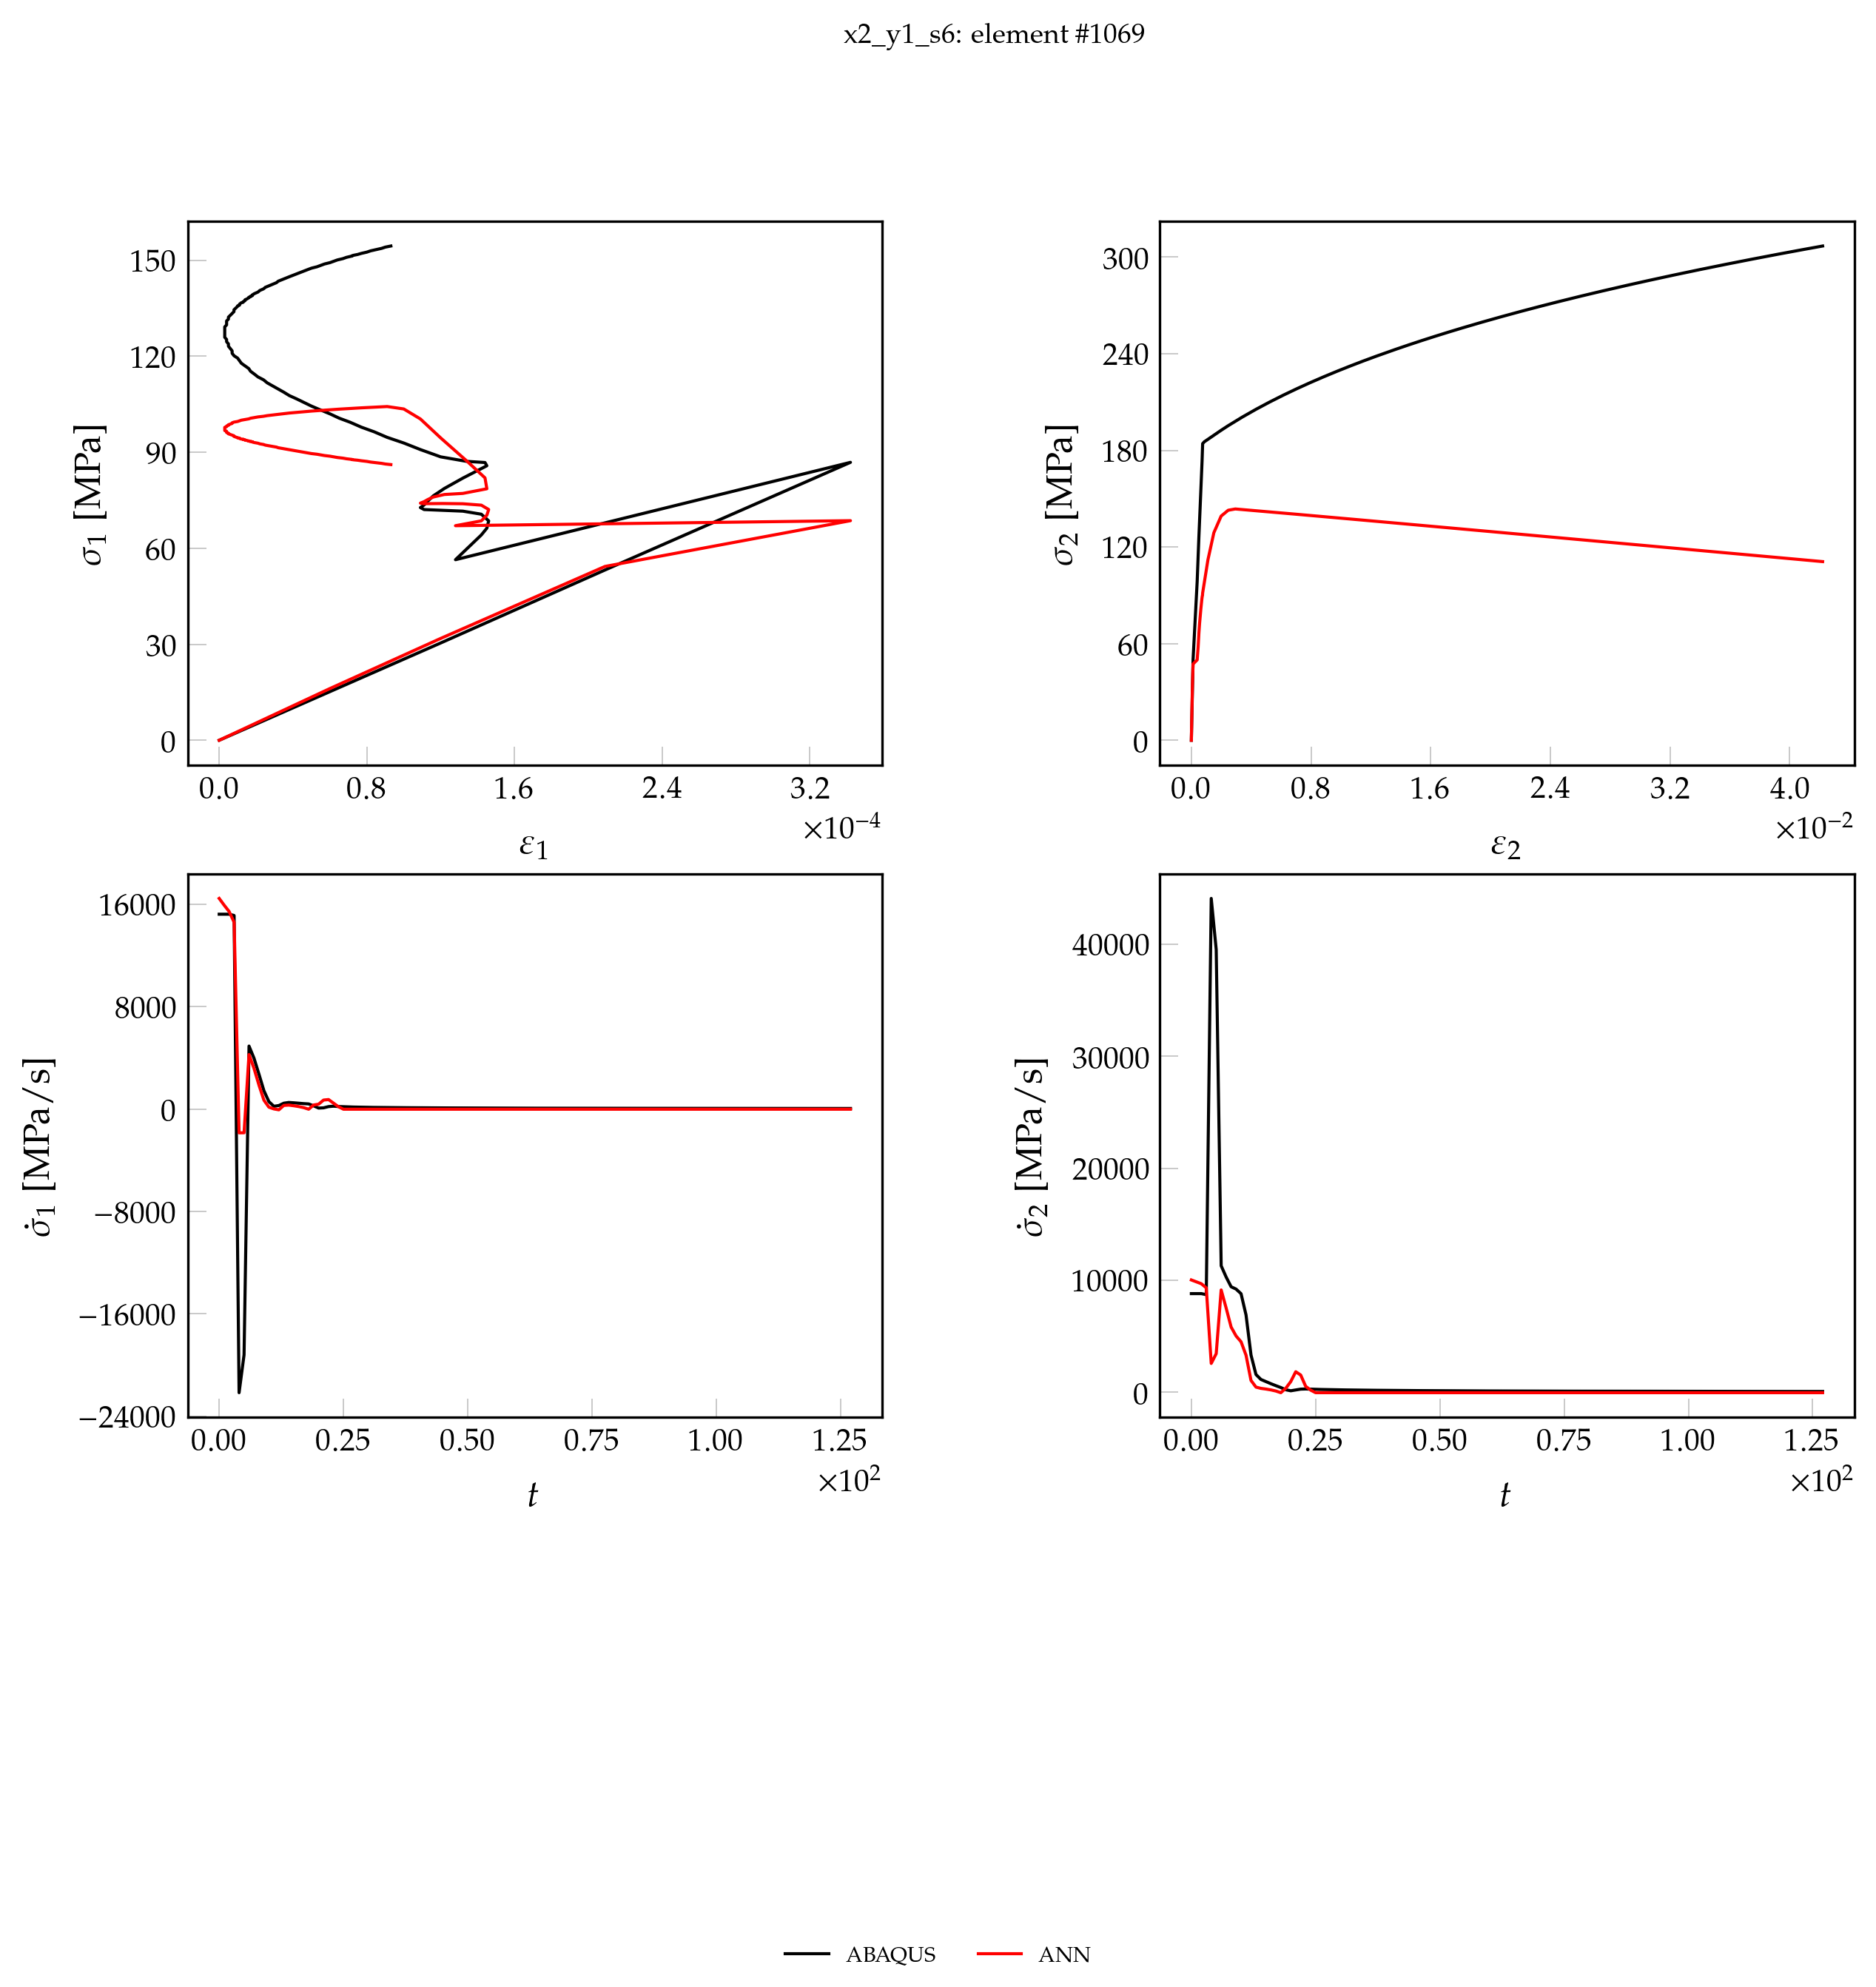 x2_y1_s6: element #1069
σ1 [MPa]
150
120
90
60
30
0
0.0 0.8 1.6 2.4 3.2
×10−4
ε1
σ2 [MPa]
300
240
180
120
60
0
0.0 0.8 1.6 2.4 3.2 4.0
×10−2
ε2
σ̇1 [MPa/s]
16000
8000
0
−8000
−16000
−24000
0.00 0.25 0.50 0.75 1.00 1.25
×10²
t
σ̇2 [MPa/s]
40000
30000
20000
10000
0
0.00 0.25 0.50 0.75 1.00 1.25
×10²
t
ABAQUS ANN